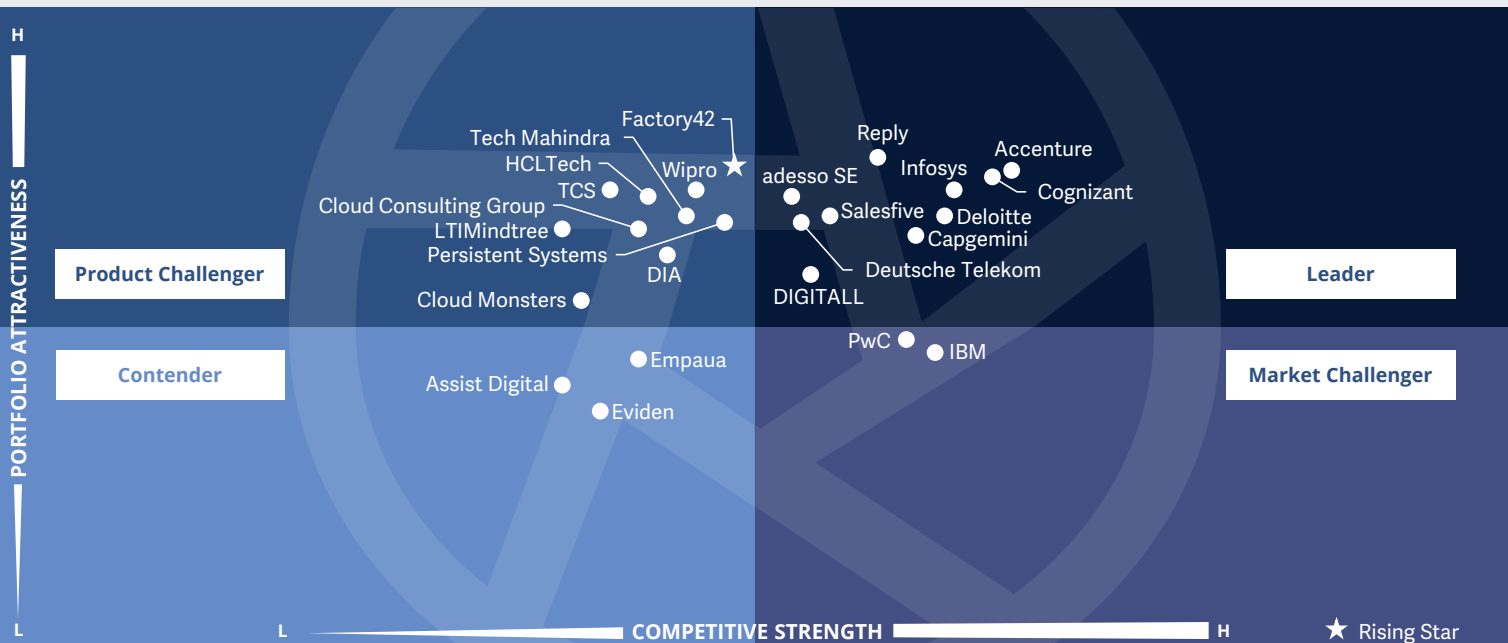 H
Factory42
Reply
Tech Mahindra
Accenture
HCLTech
Wipro
Infosys
adesso SE
TCS
Cognizant
Cloud Consulting Group
Salesfive
Deloitte
LTIMindtree
Capgemini
Persistent Systems
DIA
Deutsche Telekom
Product Challenger
Leader
Cloud Monsters
DIGITALL
PwC
IBM
Empaua
Contender
Assist Digital
Market Challenger
Eviden
PORTFOLIO ATTRACTIVENESS
L
L
COMPETITIVE STRENGTH
H
Rising Star